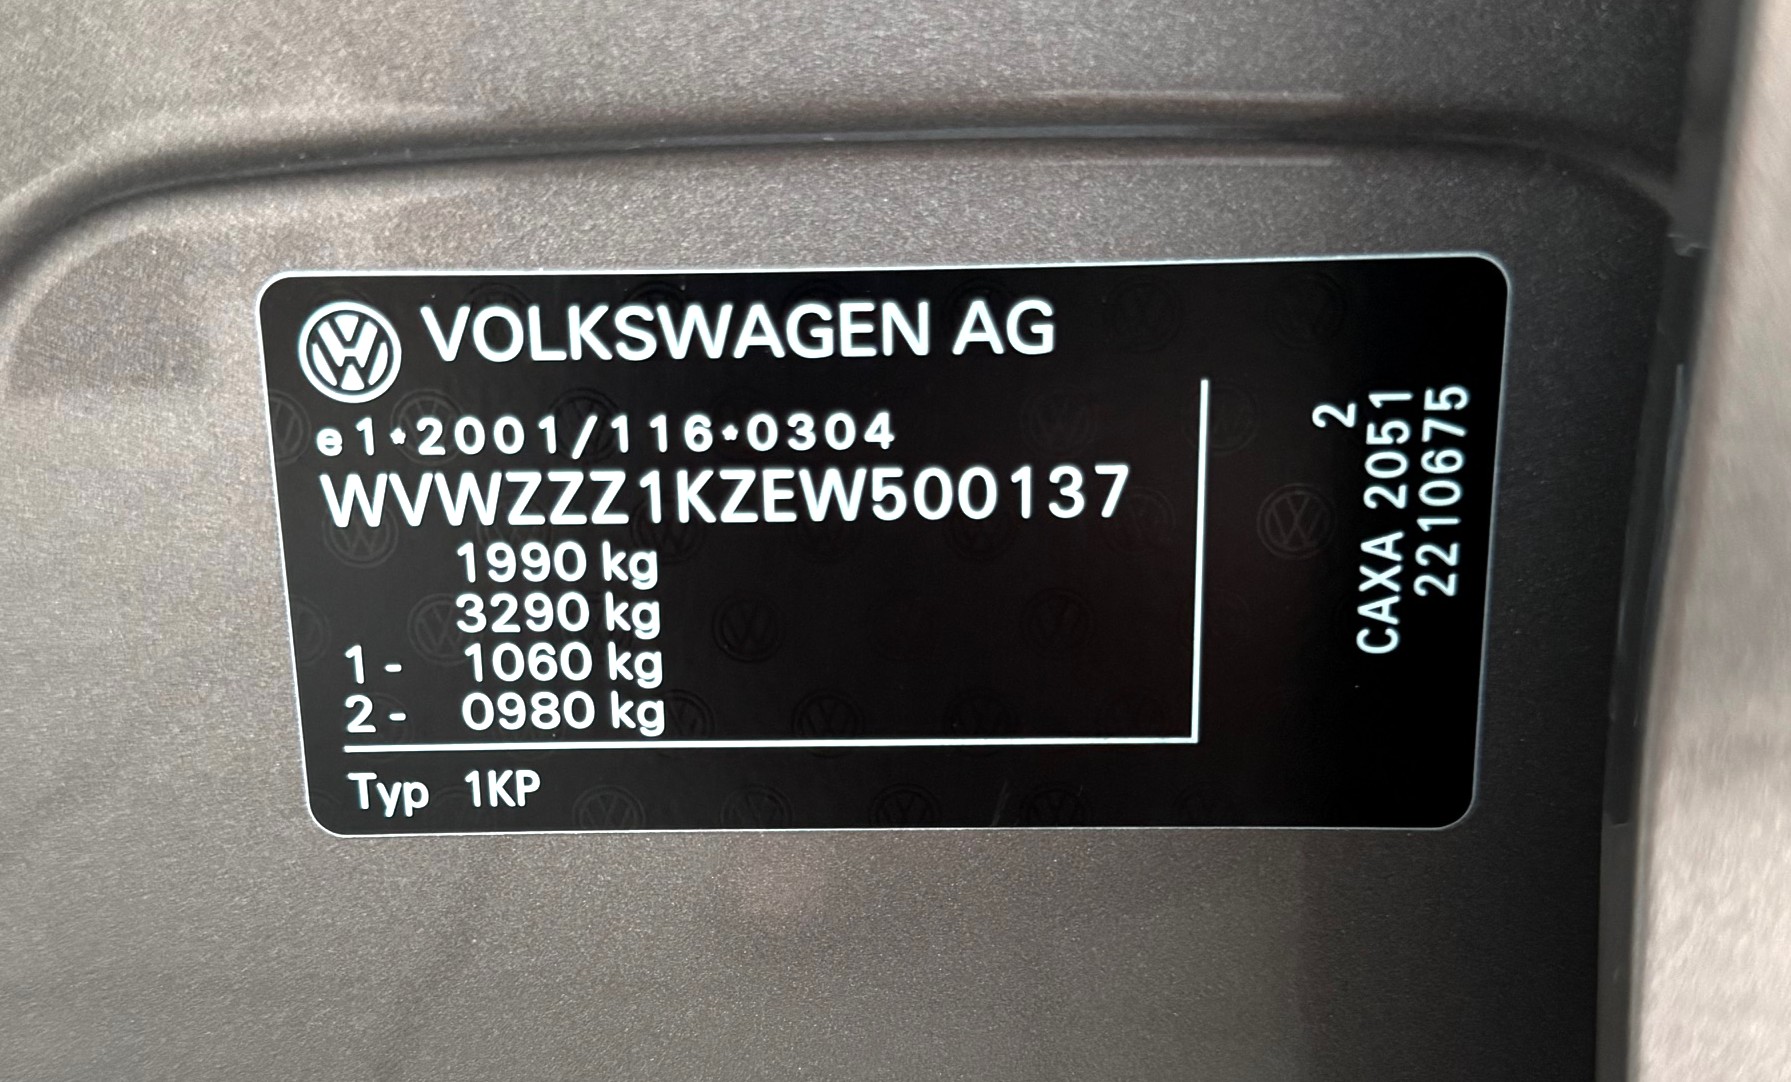 VOLKSWAGEN AG
e1*2001/116*0304
WVWZZZ1KZEW500137
1990 kg
3290 kg
1- 1060 kg
2- 0980 kg
Typ 1KP
2
CAXA 2051
2210675